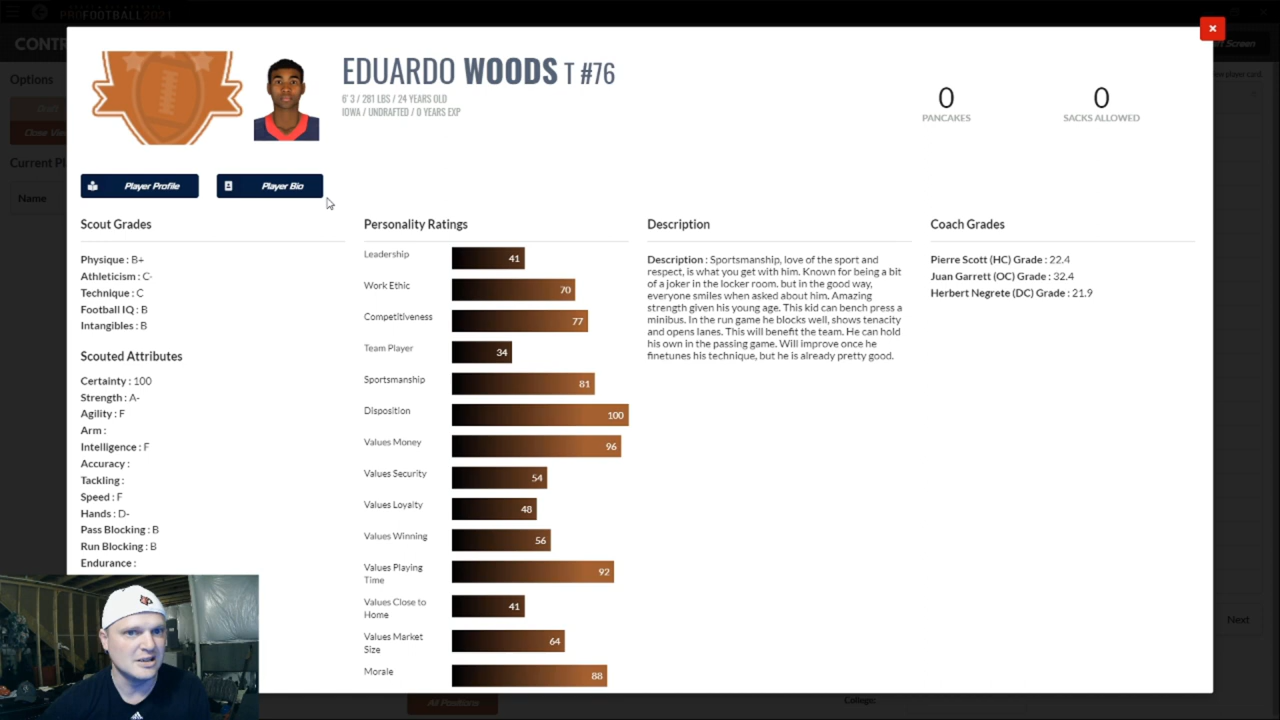 PROFOOTBALL2021
CONTR
Start Screen
Options
Draft
Close Vie
Current Pl
Name
EDUARDO WOODS T #76
6' 3 / 281 LBS / 24 YEARS OLD
IOWA / UNDRAFTED / 0 YEARS EXP
0
PANCAKES
0
SACKS ALLOWED
Player Profile
Player Bio
Scout Grades
Physique : B+
Athleticism : C-
Technique : C
Football IQ : B
Intangibles : B
Scouted Attributes
Certainty : 100
Strength : A-
Agility : F
Arm :
Intelligence : F
Accuracy :
Tackling :
Speed : F
Hands : D-
Pass Blocking : B
Run Blocking : B
Endurance :
Personality Ratings
Leadership 41
Work Ethic 70
Competitiveness 77
Team Player 34
Sportsmanship 81
Disposition 100
Values Money 96
Values Security 54
Values Loyalty 48
Values Winning 56
Values Playing
Time 92
Values Close to
Home 41
Values Market
Size 64
Morale 88
Description
Description : Sportsmanship, love of the sport and
respect, is what you get with him. Known for being a bit
of a joker in the locker room. but in the good way,
everyone smiles when asked about him. Amazing
strength given his young age. This kid can bench press a
minibus. In the run game he blocks well, shows tenacity
and opens lanes. This will benefit the team. He can hold
his own in the passing game. Will improve once he
finetunes his technique, but he is already pretty good.
Coach Grades
Pierre Scott (HC) Grade : 22.4
Juan Garrett (OC) Grade : 32.4
Herbert Negrete (DC) Grade : 21.9
Next
All Positions
College: